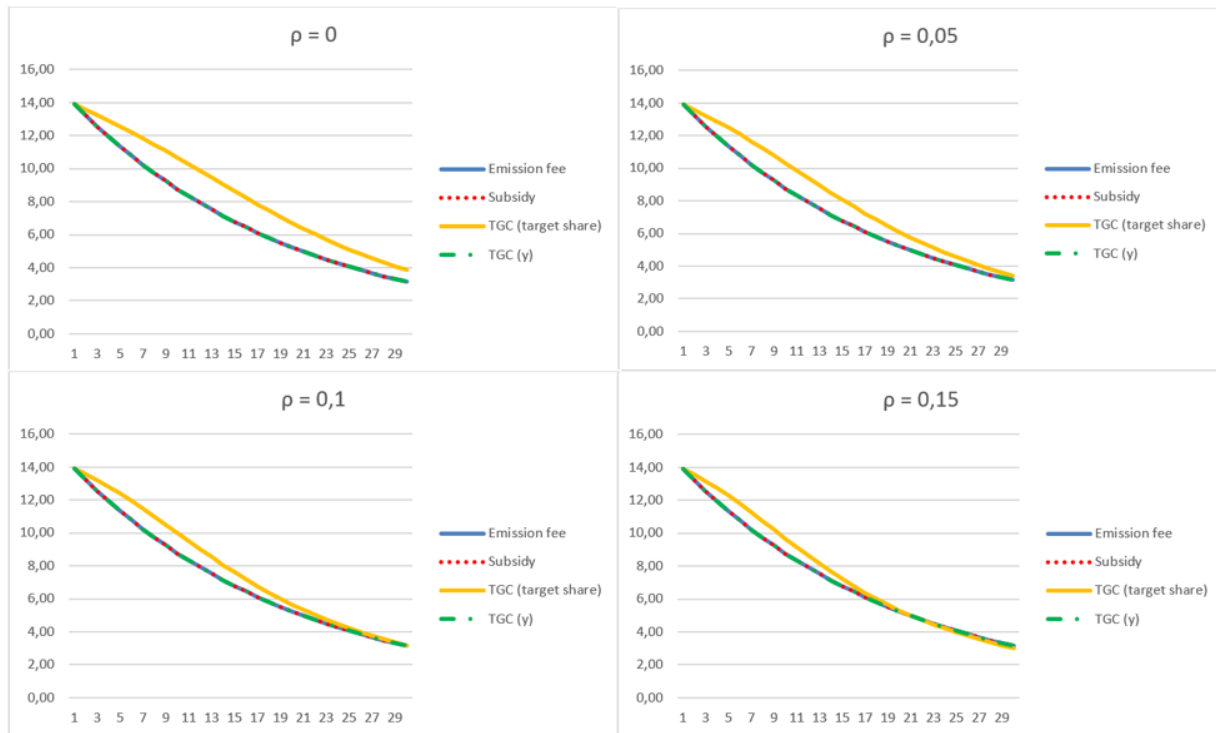 ρ = 0
16,00
14,00
12,00
10,00
8,00
6,00
4,00
2,00
0,00
1 3 5 7 9 11 13 15 17 19 21 23 25 27 29
Emission fee
Subsidy
TGC (target share)
TGC (y)
ρ = 0,05
16,00
14,00
12,00
10,00
8,00
6,00
4,00
2,00
0,00
1 3 5 7 9 11 13 15 17 19 21 23 25 27 29
Emission fee
Subsidy
TGC (target share)
TGC (y)
ρ = 0,1
16,00
14,00
12,00
10,00
8,00
6,00
4,00
2,00
0,00
1 3 5 7 9 11 13 15 17 19 21 23 25 27 29
Emission fee
Subsidy
TGC (target share)
TGC (y)
ρ = 0,15
16,00
14,00
12,00
10,00
8,00
6,00
4,00
2,00
0,00
1 3 5 7 9 11 13 15 17 19 21 23 25 27 29
Emission fee
Subsidy
TGC (target share)
TGC (y)